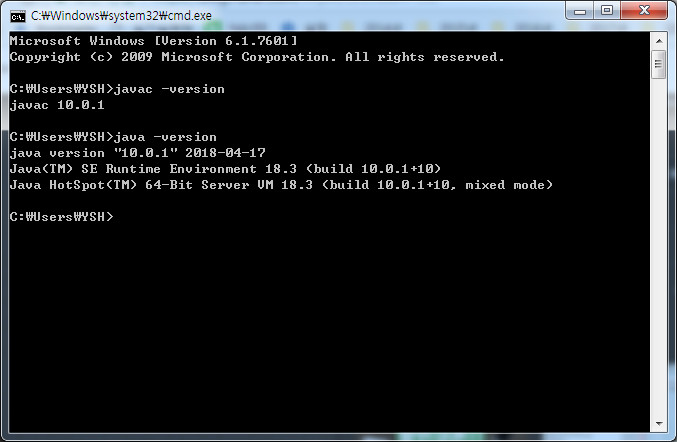 C:₩Windows₩system32₩cmd.exe
Microsoft Windows [Version 6.1.7601]
Copyright (c) 2009 Microsoft Corporation. All rights reserved.
C:₩Users₩YSH>javac -version
javac 10.0.1
C:₩Users₩YSH>java -version
java version "10.0.1" 2018-04-17
Java(TM) SE Runtime Environment 18.3 (build 10.0.1+10)
Java HotSpot(TM) 64-Bit Server VM 18.3 (build 10.0.1+10, mixed mode)
C:₩Users₩YSH>